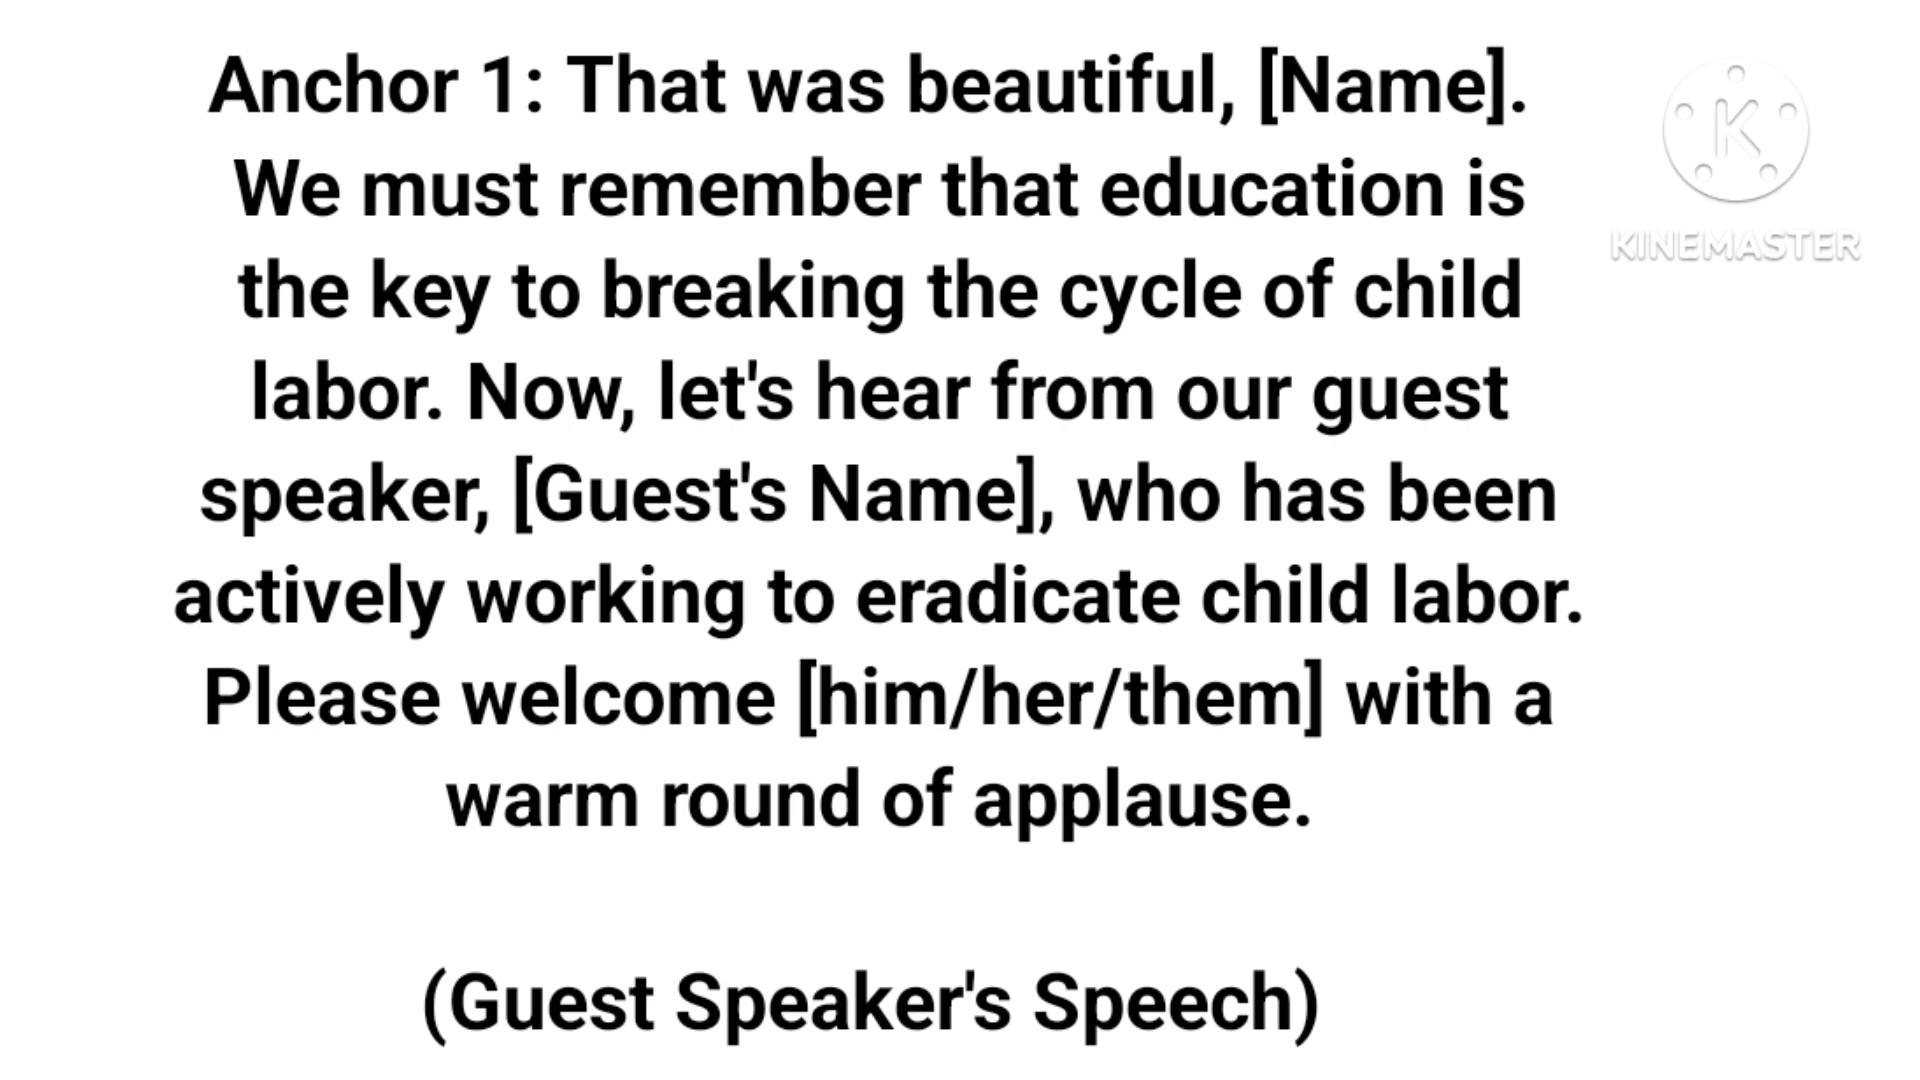 Anchor 1: That was beautiful, [Name].
We must remember that education is
the key to breaking the cycle of child
labor. Now, let's hear from our guest
speaker, [Guest's Name], who has been
actively working to eradicate child labor.
Please welcome [him/her/them] with a
warm round of applause.
(Guest Speaker's Speech)
K
KINEMASTER